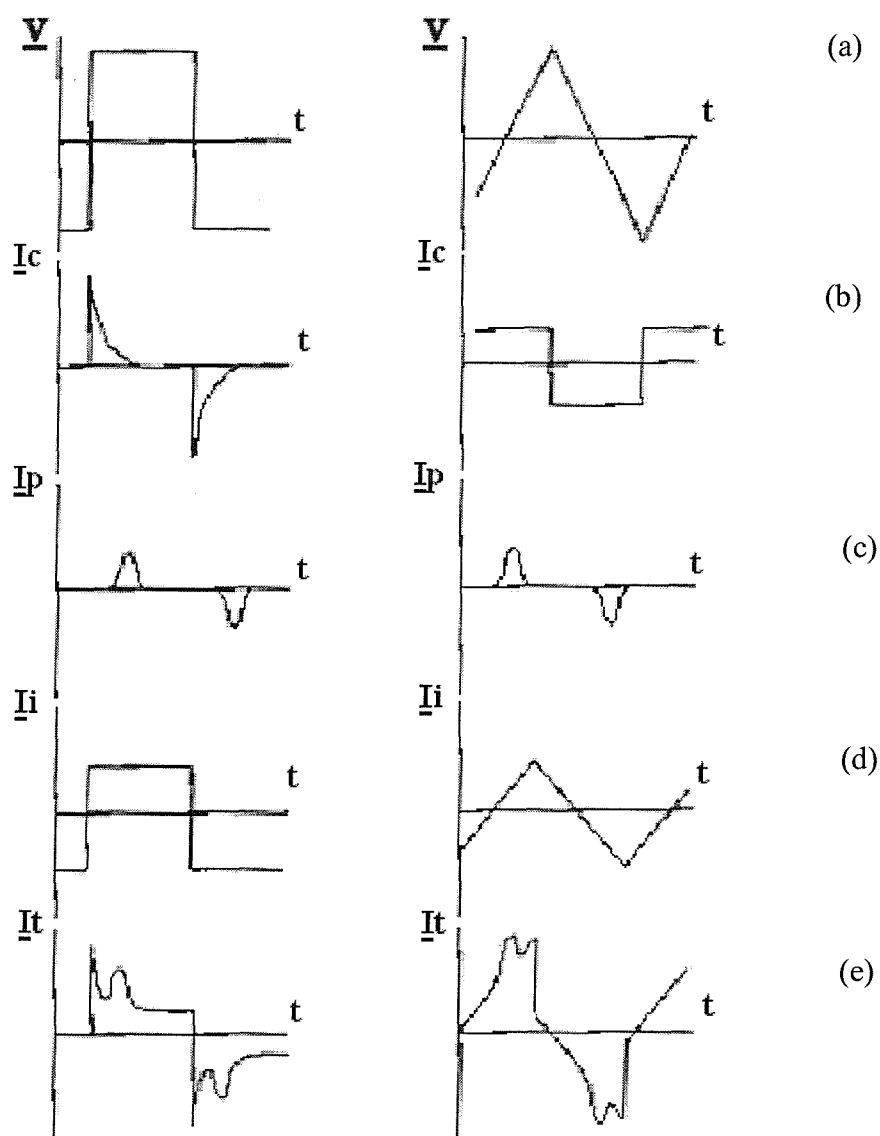 V V (a)
t t
Ic Ic (b)
t t
Ip Ip
t t (c)
Ii Ii
t t (d)
It It
t t (e)